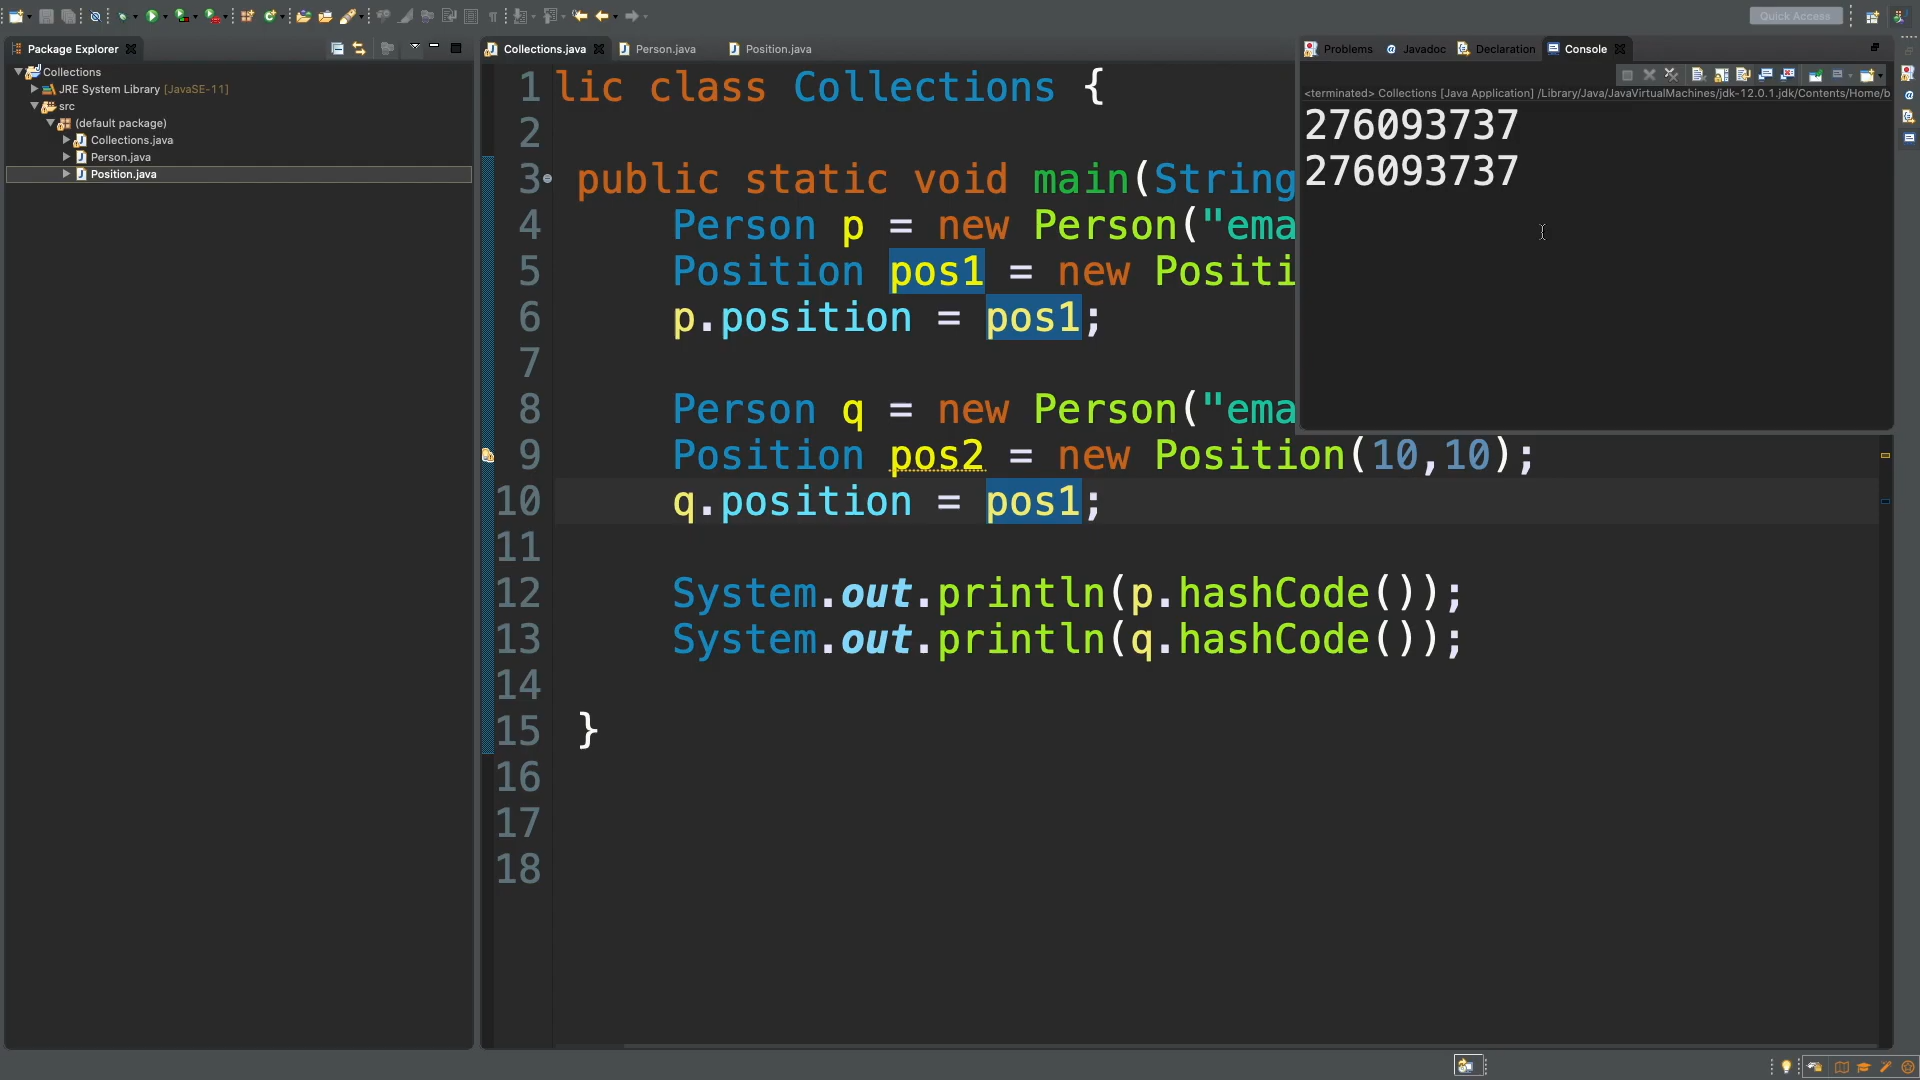 Quick Access
Package Explorer
Collections
JRE System Library [JavaSE-11]
src
(default package)
Collections.java
Person.java
Position.java
Collections.java
Person.java
Position.java
1 lic class Collections {
2
3 public static void main(String
4 Person p = new Person("ema
5 Position pos1 = new Positi
6 p.position = pos1;
7
8 Person q = new Person("ema
9 Position pos2 = new Position(10,10);
10 q.position = pos1;
11
12 System.out.println(p.hashCode());
13 System.out.println(q.hashCode());
14
15 }
16
17
18
Problems
Javadoc
Declaration
Console
<terminated> Collections [Java Application] /Library/Java/JavaVirtualMachines/jdk-12.0.1.jdk/Contents/Home/b
276093737
276093737